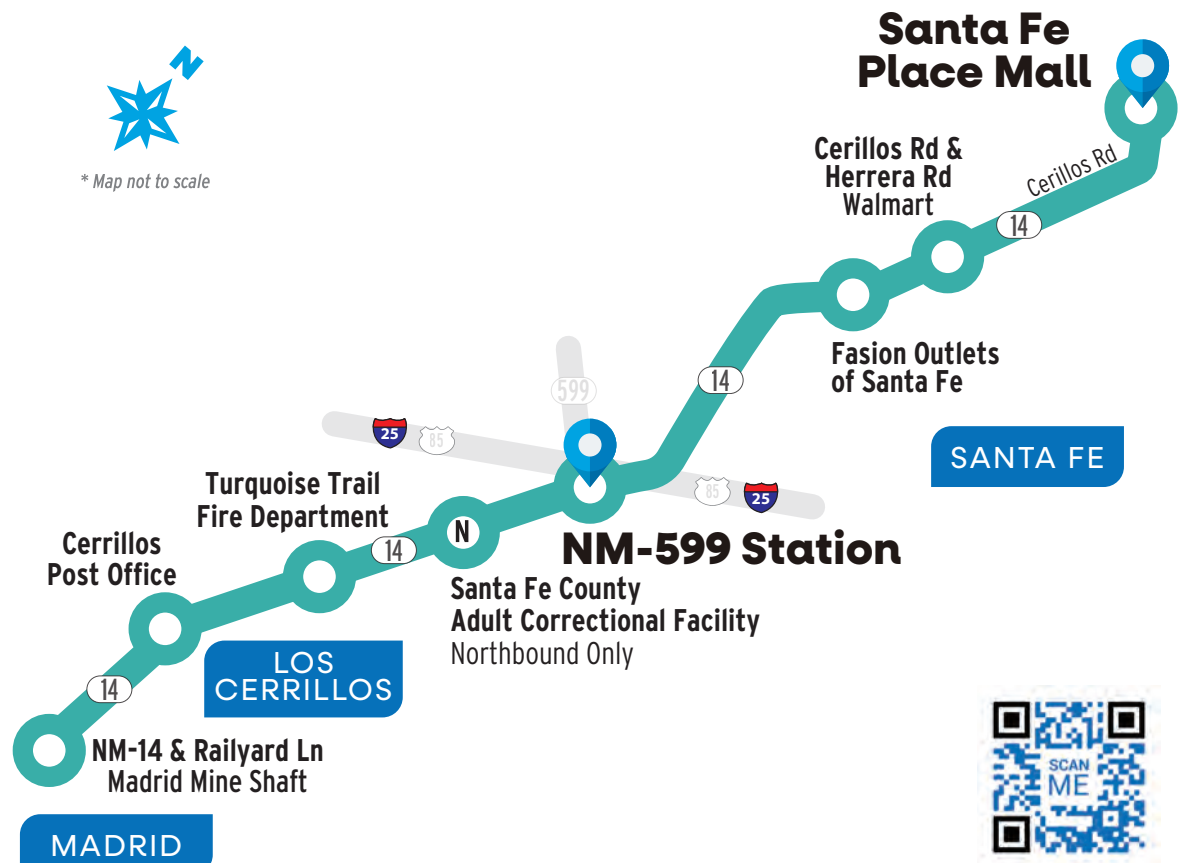 N
* Map not to scale
Santa Fe
Place Mall
Cerillos Rd &
Herrera Rd
Walmart
Cerillos Rd
14
Fasion Outlets
of Santa Fe
14
599
25
85
85
25
SANTA FE
NM-599 Station
Turquoise Trail
Fire Department
N
14
Santa Fe County
Adult Correctional Facility
Northbound Only
Cerrillos
Post Office
LOS
CERRILLOS
14
NM-14 & Railyard Ln
Madrid Mine Shaft
MADRID
SCAN
ME